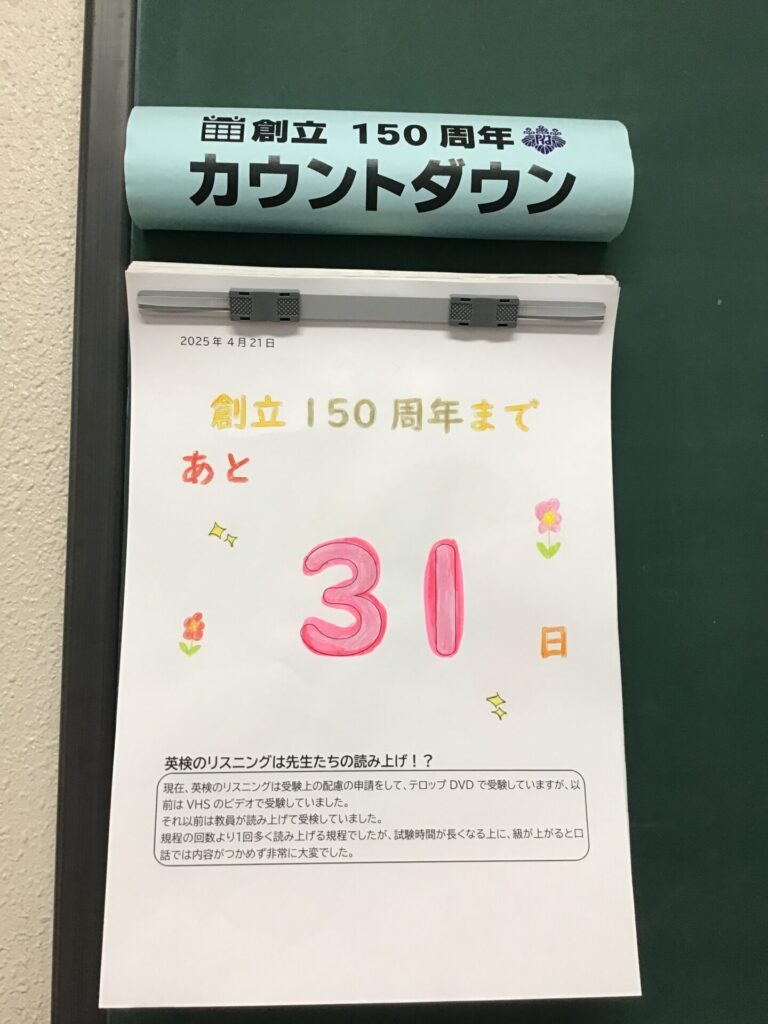 創立 150 周年
カウントダウン
2025年 4月21日
創立 150 周年まで
あと
31
日
英検のリスニングは先生たちの読み上げ！？
現在、英検のリスニングは受験上の配慮の申請をして、テロップ DVD で受験していますが、以
前は VHS のビデオで受験していました。
それ以前は教員が読み上げて受検していました。
規程の回数より1回多く読み上げる規程でしたが、試験時間が長くなる上に、級が上がると口
話では内容がつかめず非常に大変でした。